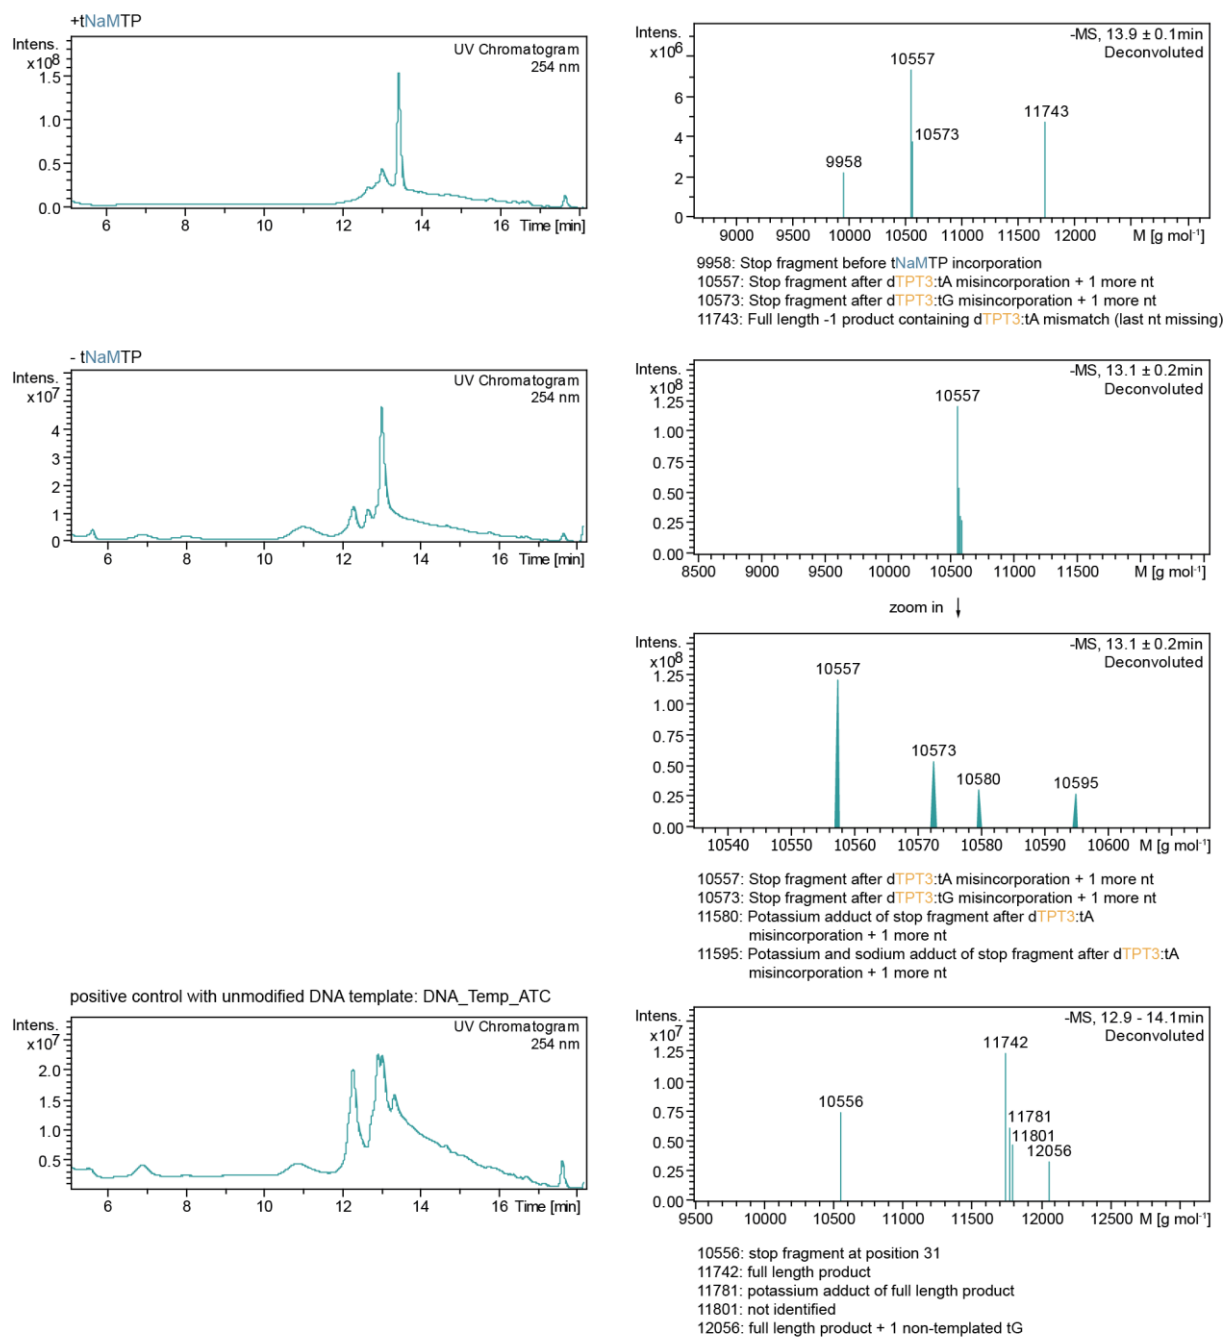 +tNaMTP
Intens.
x10⁸
UV Chromatogram
254 nm
1.5
1.0
0.5
0.0
6
8
10
12
14
16
Time [min]
Intens.
x10⁶
-MS, 13.9 ± 0.1min
Deconvoluted
10557
11743
10573
9958
6
4
2
0
9000
9500
10000
10500
11000
11500
12000
M [g mol⁻¹]
9958: Stop fragment before tNaMTP incorporation
10557: Stop fragment after dTPT3:tA misincorporation + 1 more nt
10573: Stop fragment after dTPT3:tG misincorporation + 1 more nt
11743: Full length -1 product containing dTPT3:tA mismatch (last nt missing)
- tNaMTP
Intens.
x10⁷
UV Chromatogram
254 nm
4
3
2
1
0
6
8
10
12
14
16
Time [min]
Intens.
x10⁸
-MS, 13.1 ± 0.2min
Deconvoluted
10557
1.25
1.00
0.75
0.50
0.25
0.00
8500
9000
9500
10000
10500
11000
11500
M [g mol⁻¹]
zoom in ↓
Intens.
x10⁸
-MS, 13.1 ± 0.2min
Deconvoluted
10557
10573
10580
10595
1.25
1.00
0.75
0.50
0.25
0.00
10540
10550
10560
10570
10580
10590
10600
M [g mol⁻¹]
10557: Stop fragment after dTPT3:tA misincorporation + 1 more nt
10573: Stop fragment after dTPT3:tG misincorporation + 1 more nt
11580: Potassium adduct of stop fragment after dTPT3:tA
misincorporation + 1 more nt
11595: Potassium and sodium adduct of stop fragment after dTPT3:tA
misincorporation + 1 more nt
positive control with unmodified DNA template: DNA_Temp_ATC
Intens.
x10⁷
UV Chromatogram
254 nm
2.0
1.5
1.0
0.5
6
8
10
12
14
16
Time [min]
Intens.
x10⁷
-MS, 12.9 - 14.1min
Deconvoluted
11742
10556
11781
11801
12056
1.25
1.00
0.75
0.50
0.25
0.00
9500
10000
10500
11000
11500
12000
12500
M [g mol⁻¹]
10556: stop fragment at position 31
11742: full length product
11781: potassium adduct of full length product
11801: not identified
12056: full length product + 1 non-templated tG